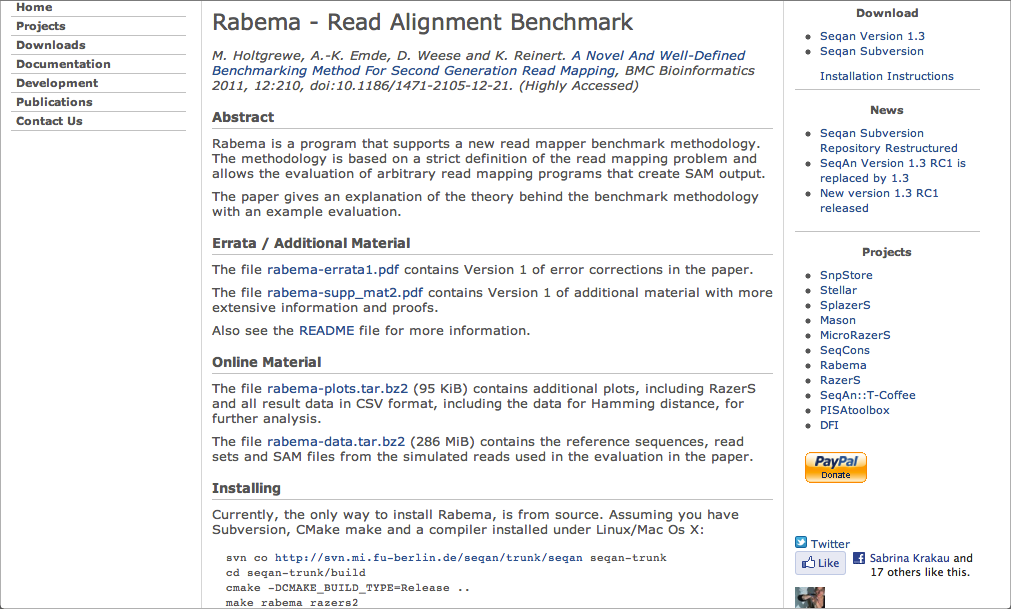 Home
Projects
Downloads
Documentation
Development
Publications
Contact Us
Rabema - Read Alignment Benchmark
M. Holtgrewe, A.-K. Emde, D. Weese and K. Reinert. A Novel And Well-Defined
Benchmarking Method For Second Generation Read Mapping, BMC Bioinformatics
2011, 12:210, doi:10.1186/1471-2105-12-21. (Highly Accessed)
Abstract
Rabema is a program that supports a new read mapper benchmark methodology.
The methodology is based on a strict definition of the read mapping problem and
allows the evaluation of arbitrary read mapping programs that create SAM output.
The paper gives an explanation of the theory behind the benchmark methodology
with an example evaluation.
Errata / Additional Material
The file rabema-errata1.pdf contains Version 1 of error corrections in the paper.
The file rabema-supp_mat2.pdf contains Version 1 of additional material with more
extensive information and proofs.
Also see the README file for more information.
Online Material
The file rabema-plots.tar.bz2 (95 KiB) contains additional plots, including RazerS
and all result data in CSV format, including the data for Hamming distance, for
further analysis.
The file rabema-data.tar.bz2 (286 MiB) contains the reference sequences, read
sets and SAM files from the simulated reads used in the evaluation in the paper.
Installing
Currently, the only way to install Rabema, is from source. Assuming you have
Subversion, CMake make and a compiler installed under Linux/Mac Os X:
svn co http://svn.mi.fu-berlin.de/seqan/trunk/seqan seqan-trunk
cd seqan-trunk/build
cmake -DCMAKE_BUILD_TYPE=Release ..
make rabema razers2
Download
Seqan Version 1.3
Seqan Subversion
Installation Instructions
News
Seqan Subversion
Repository Restructured
SeqAn Version 1.3 RC1 is
replaced by 1.3
New version 1.3 RC1
released
Projects
SnpStore
Stellar
SplazerS
Mason
MicroRazerS
SeqCons
Rabema
RazerS
SeqAn::T-Coffee
PISAtoolbox
DFI
PayPal
Donate
Twitter
Like
Sabrina Krakau and
17 others like this.